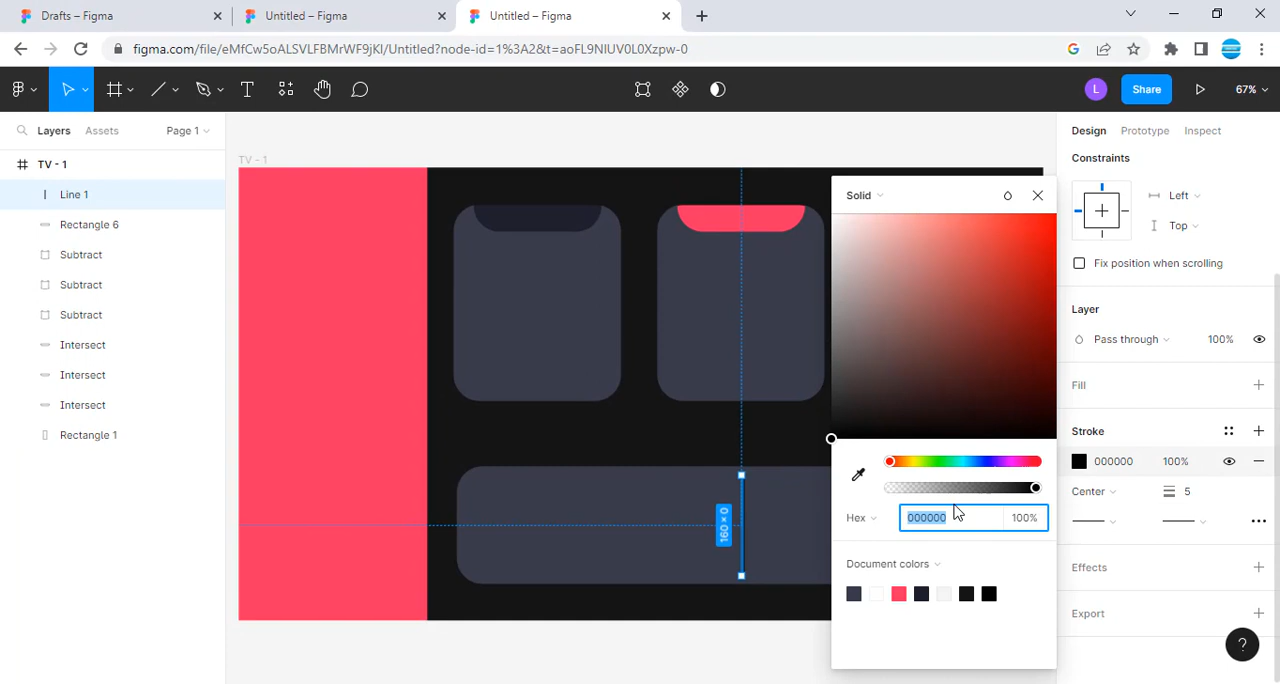 Drafts – Figma
Untitled – Figma
Untitled – Figma
figma.com/file/eMfCw5oALSVLFBMrWF9jKI/Untitled?node-id=1%3A2&t=aoFL9NIUV0L0Xzpw-0
T
L
Share
67%
Layers
Assets
Page 1
Design
Prototype
Inspect
TV - 1
Line 1
Rectangle 6
Subtract
Subtract
Subtract
Intersect
Intersect
Intersect
Rectangle 1
TV - 1
160 × 0
Solid
Hex
000000
100%
Document colors
Constraints
Left
Top
Fix position when scrolling
Layer
Pass through
100%
Fill
Stroke
000000
100%
Center
5
Effects
Export
?